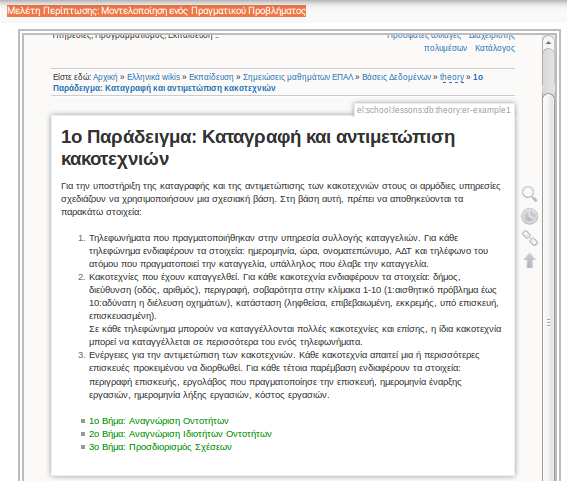 Μελέτη Περίπτωσης: Μοντελοποίηση ενός Πραγματικού Προβλήματος
Υπηρεσίες, Προγραμματισμός, Εκπαίδευση ... Πρόσφατες αλλαγές Διαχειριστής
πολυμέσων Κατάλογος
Είστε εδώ: Αρχική » Ελληνικά wikis » Εκπαίδευση » Σημειώσεις μαθημάτων ΕΠΑΛ » Βάσεις Δεδομένων » theory » 1ο
Παράδειγμα: Καταγραφή και αντιμετώπιση κακοτεχνιών
el:school:lessons:db:theory:er-example1
1ο Παράδειγμα: Καταγραφή και αντιμετώπιση
κακοτεχνιών
Για την υποστήριξη της καταγραφής και της αντιμετώπισης των κακοτεχνιών στους οι αρμόδιες υπηρεσίες
σχεδιάζουν να χρησιμοποιήσουν μια σχεσιακή βάση. Στη βάση αυτή, πρέπει να αποθηκεύονται τα
παρακάτω στοιχεία:
1. Τηλεφωνήματα που πραγματοποιήθηκαν στην υπηρεσία συλλογής καταγγελιών. Για κάθε
τηλεφώνημα ενδιαφέρουν τα στοιχεία: ημερομηνία, ώρα, ονοματεπώνυμο, ΑΔΤ και τηλέφωνο του
ατόμου που πραγματοποιεί την καταγγελία, υπάλληλος που έλαβε την καταγγελία.
2. Κακοτεχνίες που έχουν καταγγελθεί. Για κάθε κακοτεχνία ενδιαφέρουν τα στοιχεία: δήμος,
διεύθυνση (οδός, αριθμός), περιγραφή, σοβαρότητα στην κλίμακα 1-10 (1:αισθητικό πρόβλημα έως
10:αδύνατη η διέλευση οχημάτων), κατάσταση (ληφθείσα, επιβεβαιωμένη, εκκρεμής, υπό επισκευή,
επισκευασμένη).
Σε κάθε τηλεφώνημα μπορούν να καταγγέλλονται πολλές κακοτεχνίες και επίσης, η ίδια κακοτεχνία
μπορεί να καταγγέλλεται σε περισσότερα του ενός τηλεφωνήματα.
3. Ενέργειες για την αντιμετώπιση των κακοτεχνιών. Κάθε κακοτεχνία απαιτεί μια ή περισσότερες
επισκευές προκειμένου να διορθωθεί. Για κάθε τέτοια παρέμβαση ενδιαφέρουν τα στοιχεία:
περιγραφή επισκευής, εργολάβος που πραγματοποίησε την επισκευή, ημερομηνία έναρξης
εργασιών, ημερομηνία λήξης εργασιών, κόστος εργασιών.
1ο Βήμα: Αναγνώριση Οντοτήτων
2ο Βήμα: Αναγνώριση Ιδιοτήτων Οντοτήτων
3ο Βήμα: Προσδιορισμός Σχέσεων